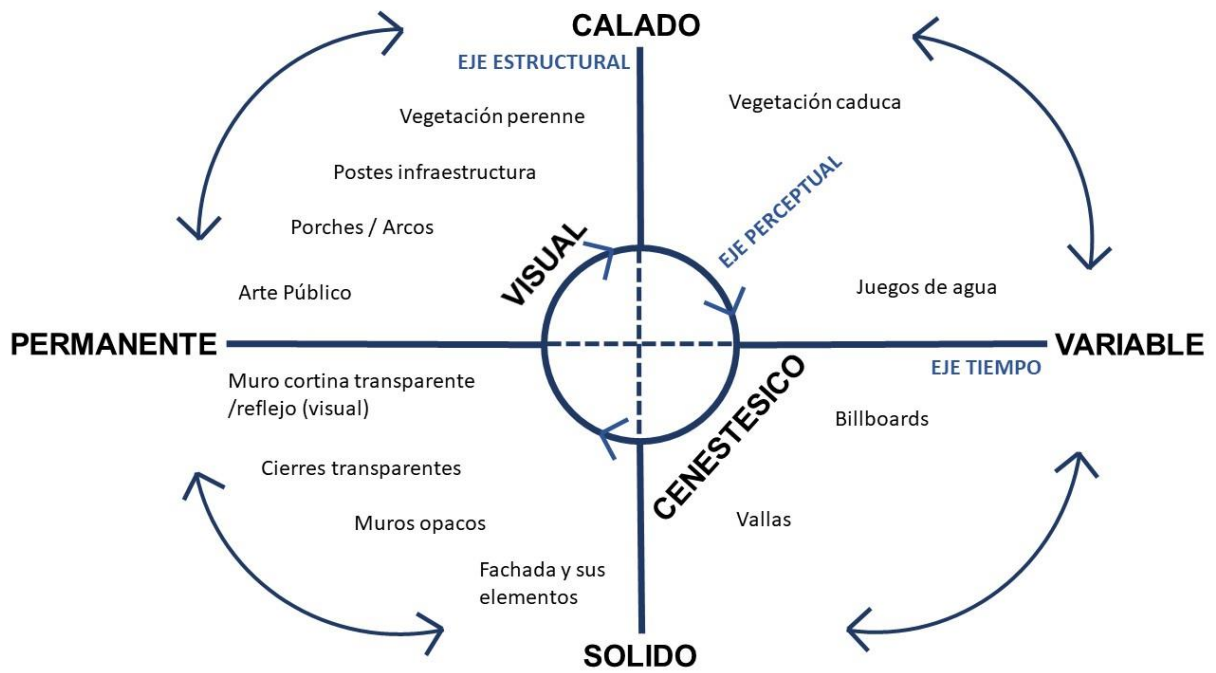 CALADO
EJE ESTRUCTURAL
Vegetación perenne
Vegetación caduca
Postes infraestructura
EJE PERCEPTUAL
Porches / Arcos
VISUAL
Arte Público
Juegos de agua
PERMANENTE
VARIABLE
EJE TIEMPO
Muro cortina transparente
/reflejo (visual)
Billboards
CENESTESICO
Cierres transparentes
Muros opacos
Vallas
Fachada y sus
elementos
SOLIDO